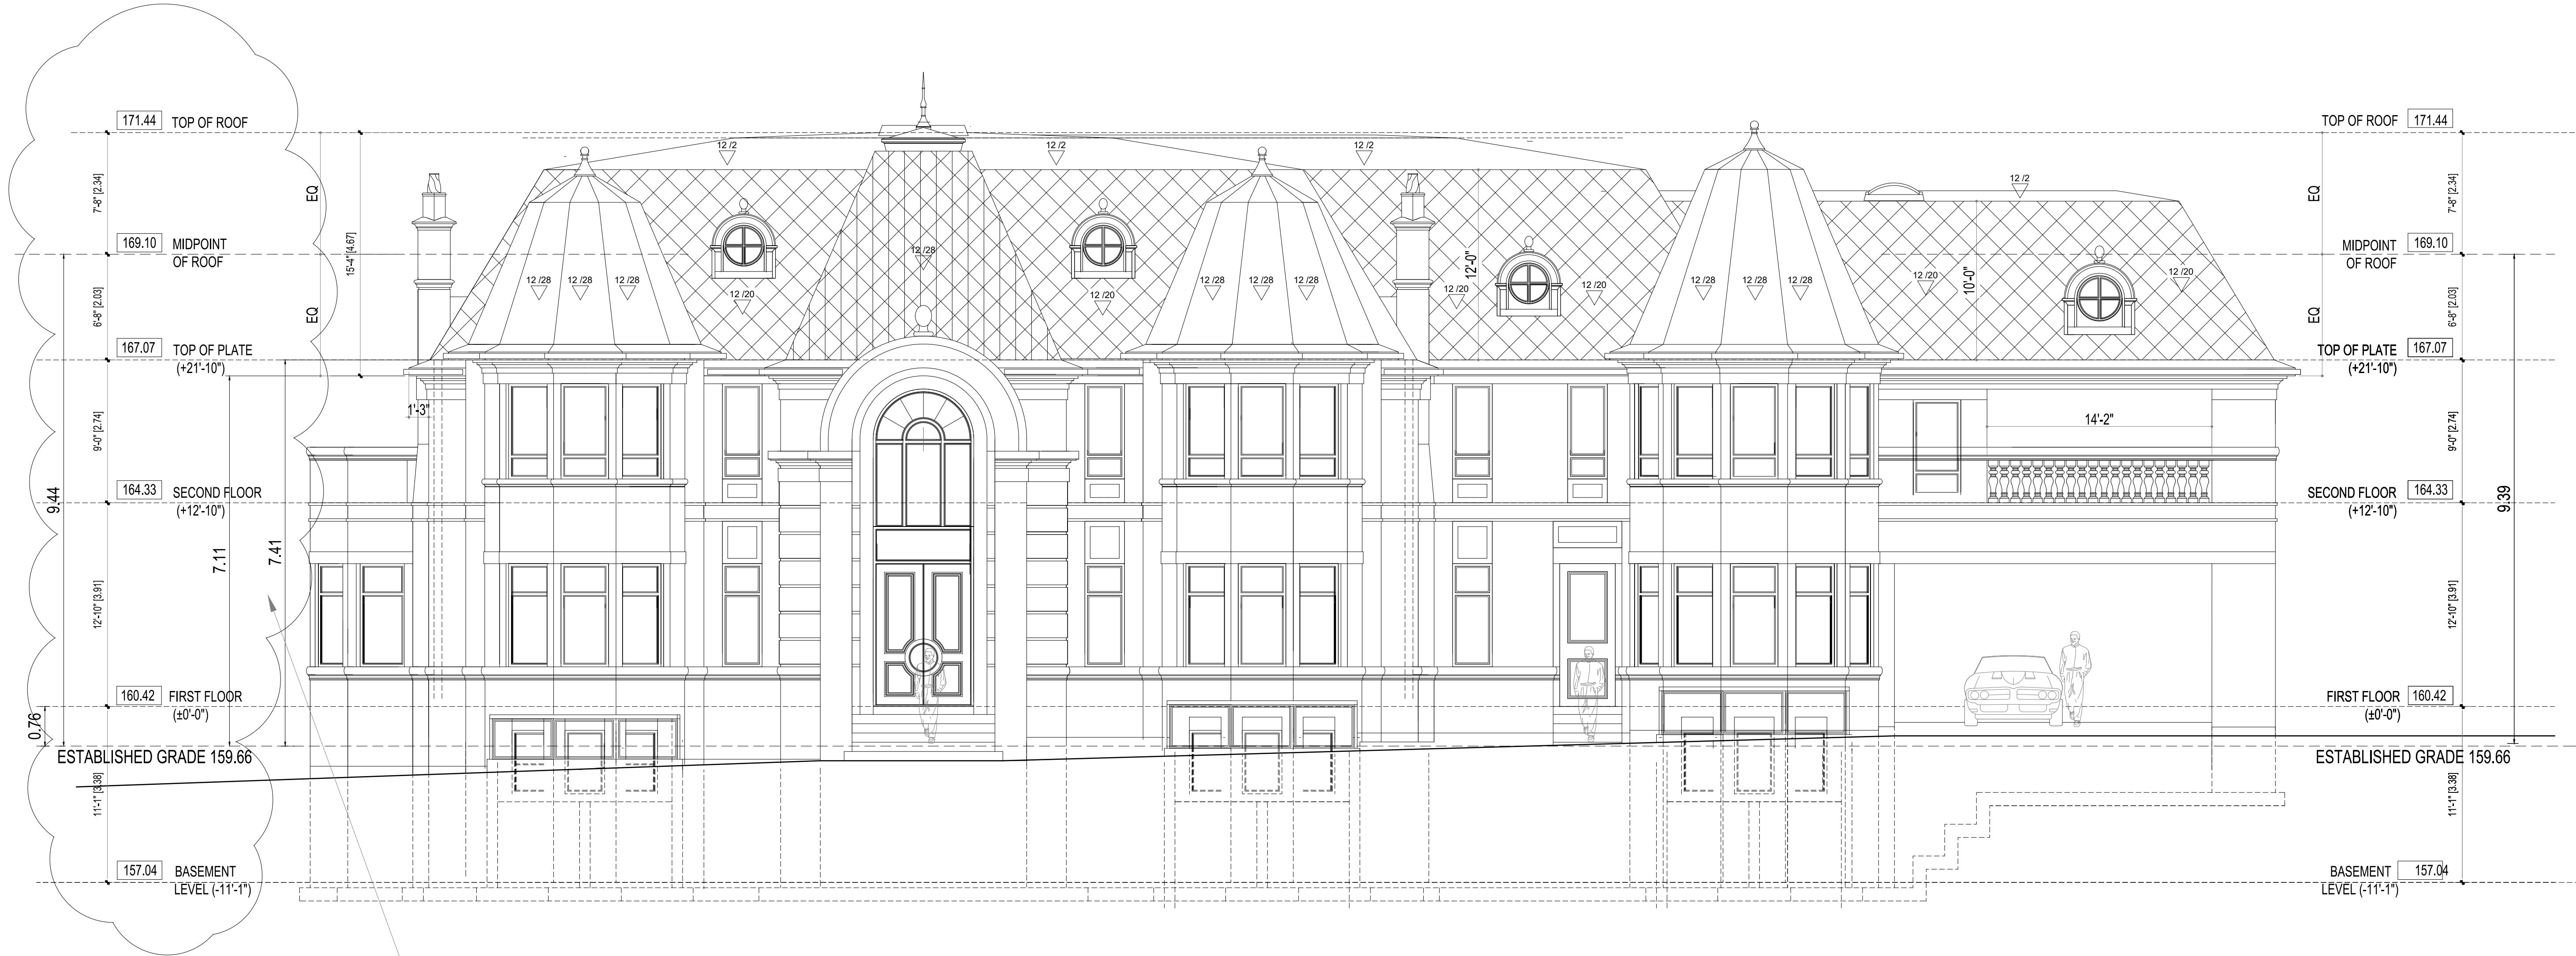 171.44 TOP OF ROOF
TOP OF ROOF 171.44
12 /2
12 /2
12 /2
12 /2
7'-8" [2.34]
EQ
15'-4" [4.67]
EQ
7'-8" [2.34]
169.10 MIDPOINT
OF ROOF
MIDPOINT 169.10
OF ROOF
12 /28
12 /28
12 /28
12 /28
12 /20
12 /20
12 /28
12 /28
12 /28
12 /20
12'-0"
12 /20
12 /28
12 /28
12 /28
12 /20
10'-0"
12 /20
6'-8" [2.03]
EQ
EQ
6'-8" [2.03]
167.07 TOP OF PLATE
(+21'-10")
TOP OF PLATE 167.07
(+21'-10")
1'-3"
14'-2"
9'-0" [2.74]
9'-0" [2.74]
164.33 SECOND FLOOR
(+12'-10")
SECOND FLOOR 164.33
(+12'-10")
9.44
7.11
7.41
9.39
12'-10" [3.91]
12'-10" [3.91]
160.42 FIRST FLOOR
(±0'-0")
FIRST FLOOR 160.42
(±0'-0")
0.76
ESTABLISHED GRADE 159.66
ESTABLISHED GRADE 159.66
11'-1" [3.38]
11'-1" [3.38]
157.04 BASEMENT
LEVEL (-11'-1")
BASEMENT 157.04
LEVEL (-11'-1")